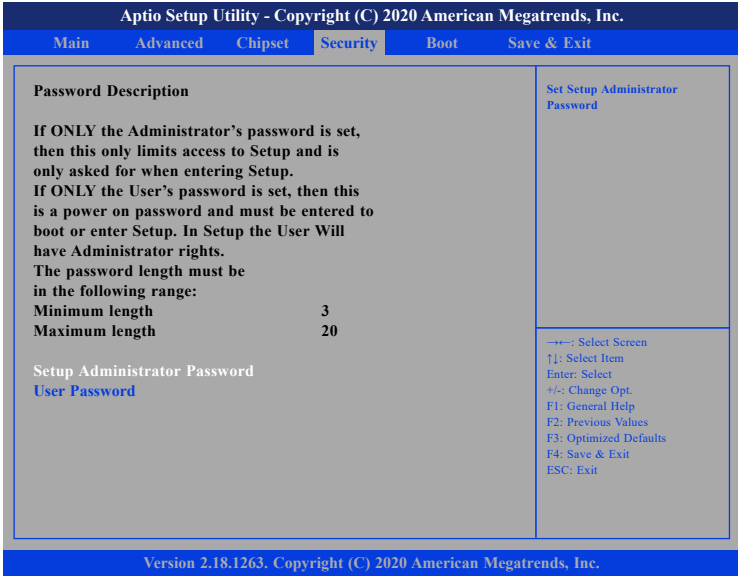 Aptio Setup Utility - Copyright (C) 2020 American Megatrends, Inc.
Main Advanced Chipset Security Boot Save & Exit
Password Description
If ONLY the Administrator’s password is set,
then this only limits access to Setup and is
only asked for when entering Setup.
If ONLY the User’s password is set, then this
is a power on password and must be entered to
boot or enter Setup. In Setup the User Will
have Administrator rights.
The password length must be
in the following range:
Minimum length 3
Maximum length 20
Setup Administrator Password
User Password
Set Setup Administrator
Password
→←: Select Screen
↑↓: Select Item
Enter: Select
+/-: Change Opt.
F1: General Help
F2: Previous Values
F3: Optimized Defaults
F4: Save & Exit
ESC: Exit
Version 2.18.1263. Copyright (C) 2020 American Megatrends, Inc.